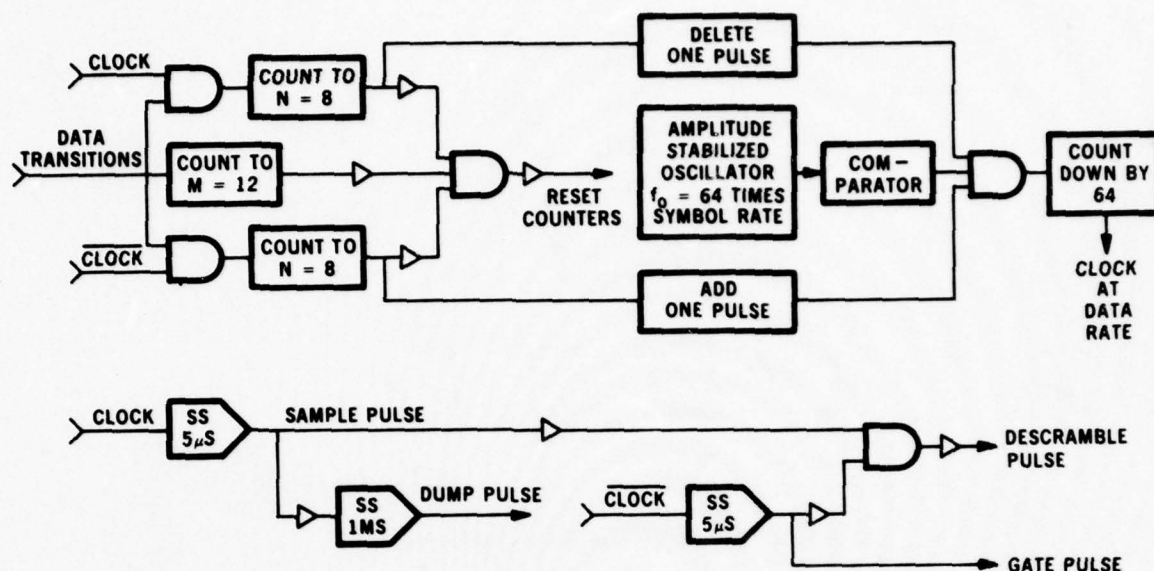 CLOCK
COUNT TO
N = 8
DATA
TRANSITIONS
COUNT TO
M = 12
CLOCK
COUNT TO
N = 8
RESET
COUNTERS
DELETE
ONE PULSE
AMPLITUDE
STABILIZED
OSCILLATOR
f₀ = 64 TIMES
SYMBOL RATE
COM-
PARATOR
ADD
ONE PULSE
COUNT
DOWN BY
64
CLOCK
AT
DATA
RATE
CLOCK
SS
5μS
SAMPLE PULSE
SS
1MS
DUMP PULSE
CLOCK
SS
5μS
DESCRAMBLE
PULSE
GATE PULSE